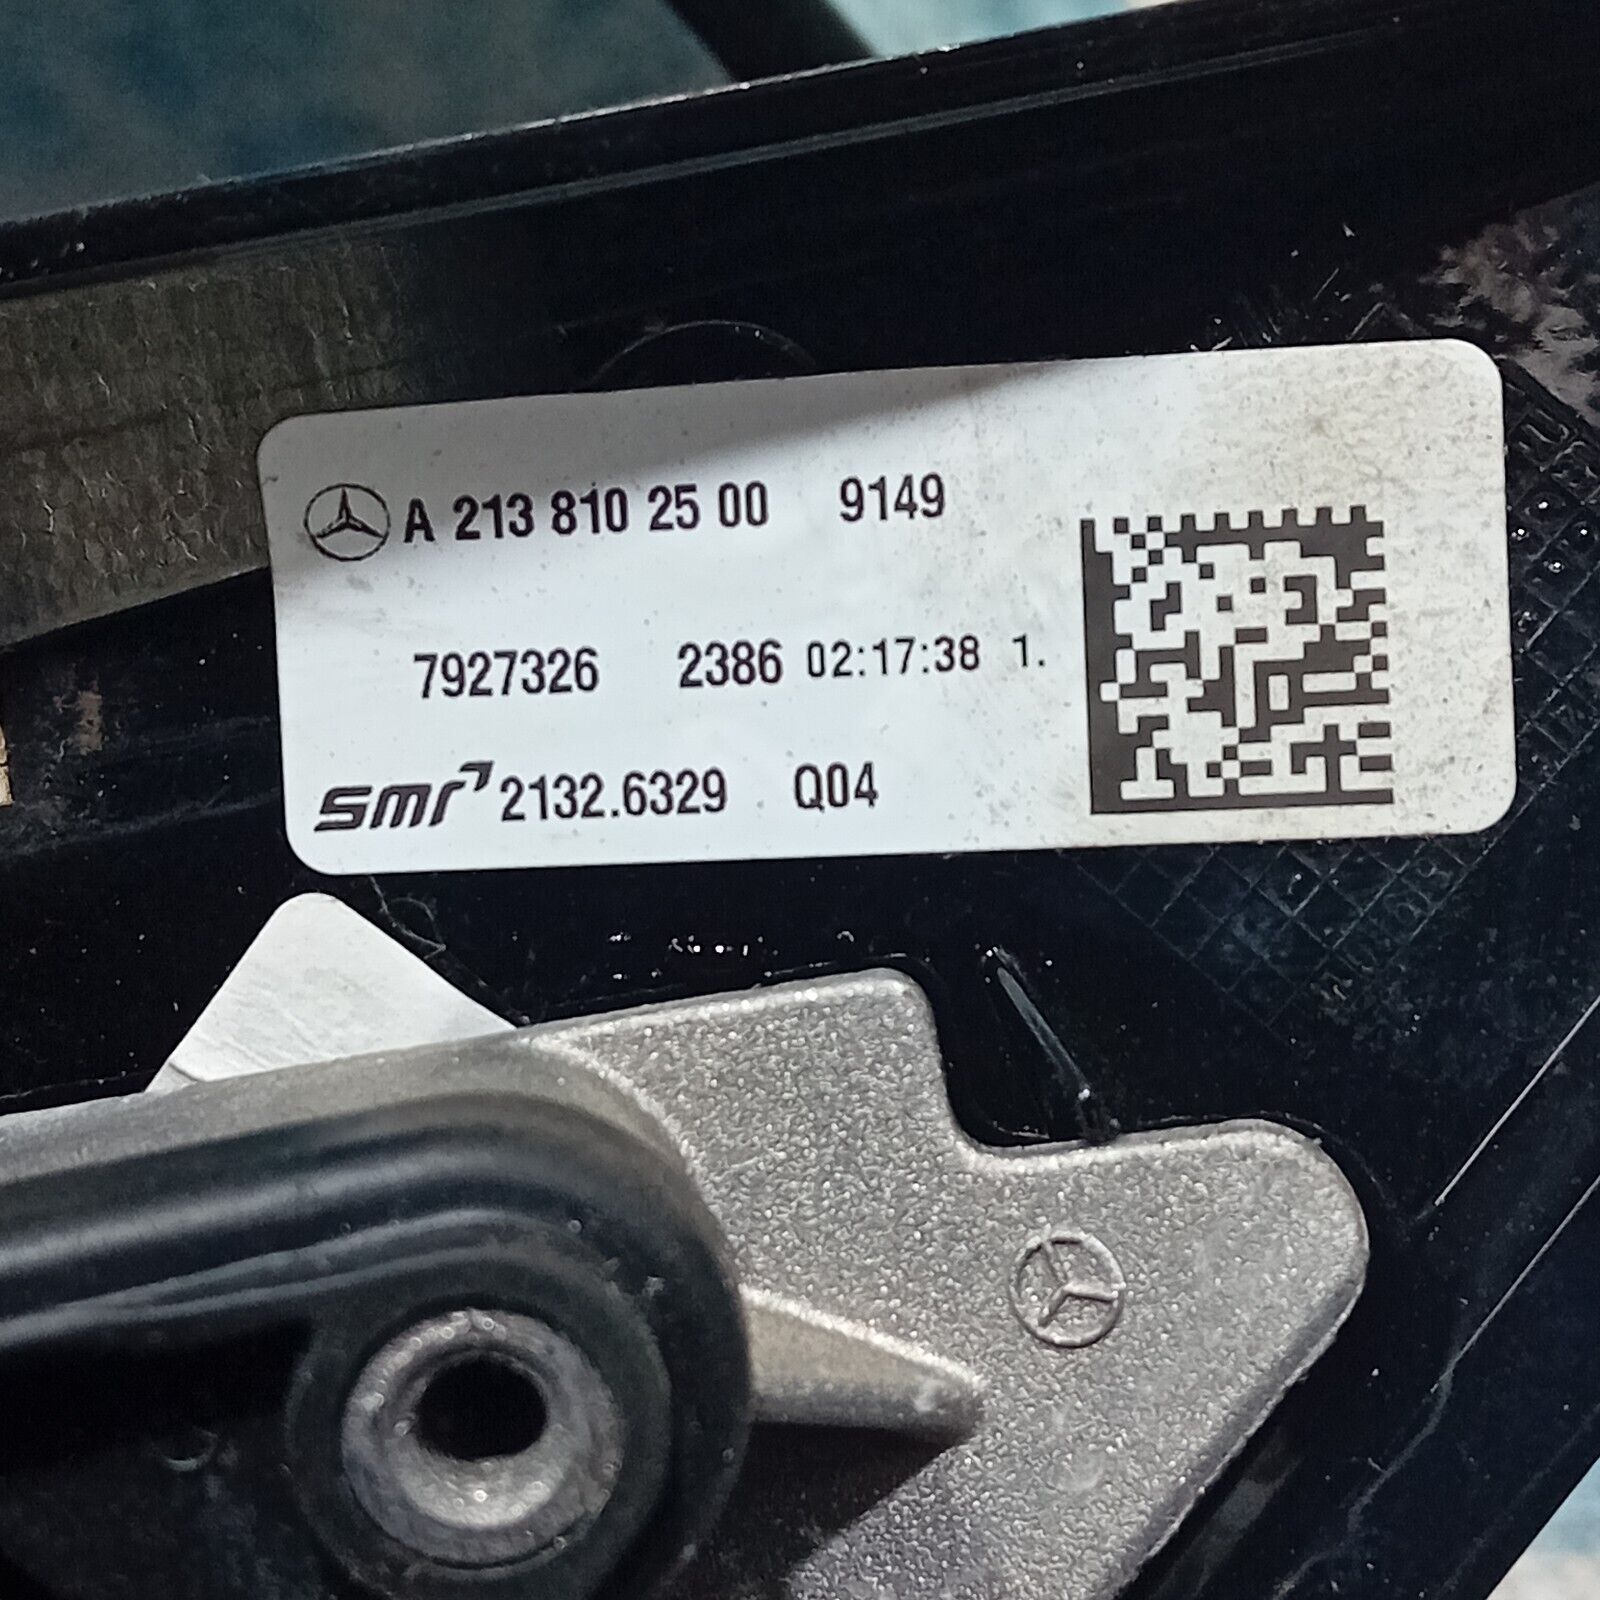 A 213 810 25 00 9149
7927326 2386 02:17:38 1.
smr 2132.6329 Q04